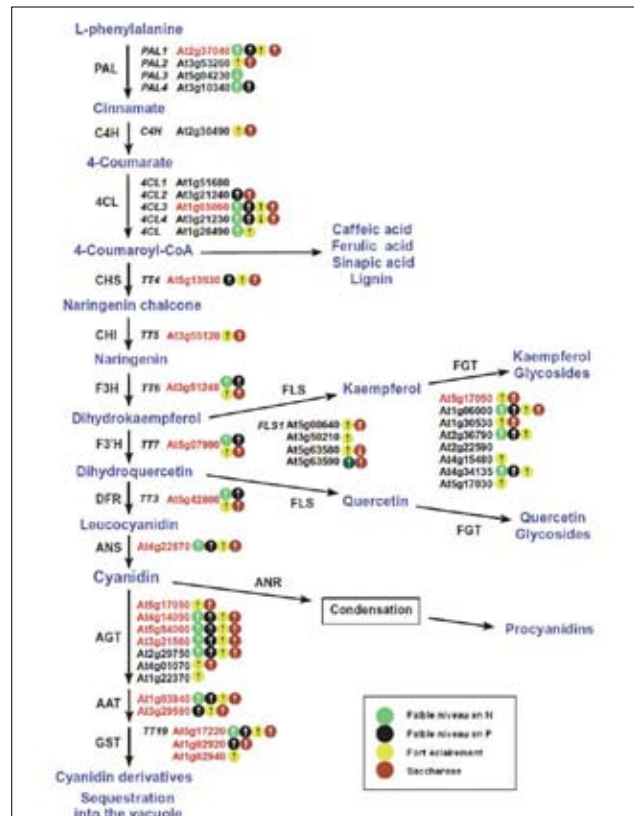 L-phenylalanine
PAL
PAL1 At2g37040
PAL2 At3g53260
PAL3 At5g04230
PAL4 At3g10340
Cinnamate
C4H
C4H At2g30490
4-Coumarate
4CL
4CL1 At1g51680
4CL2 At3g21240
4CL3 At1g65060
4CL4 At3g21230
4CL At1g20490
4-Coumaroyl-CoA
Caffeic acid
Ferulic acid
Sinapic acid
Lignin
CHS
TT4 At5g13930
Naringenin chalcone
CHI
TT5 At3g55120
Naringenin
F3H
TT6 At3g51240
FLS
Kaempferol
FGT
Kaempferol
Glycosides
Dihydrokaempferol
F3'H
TT7 At5g07990
FLS1 At5g08640
At3g50210
At5g63580
At5g63590
At5g17050
At1g06000
At1g30530
At2g36790
At2g22590
At4g15480
At4g34135
At5g17030
Dihydroquercetin
DFR
TT3 At5g42800
FLS
Quercetin
FGT
Quercetin
Glycosides
Leucocyanidin
ANS
At4g22870
Cyanidin
ANR
Condensation
Procyanidins
AGT
At5g17050
At4g14090
At5g54060
At3g21560
At2g29750
At4g01070
At1g22370
AAT
At1g03940
At3g29590
GST
TT19 At5g17220
At1g02920
At1g02940
Cyanidin derivatives
Sequestration
into the vacuole
Faible niveau en N
Faible niveau en P
Fort éclairement
Saccharose